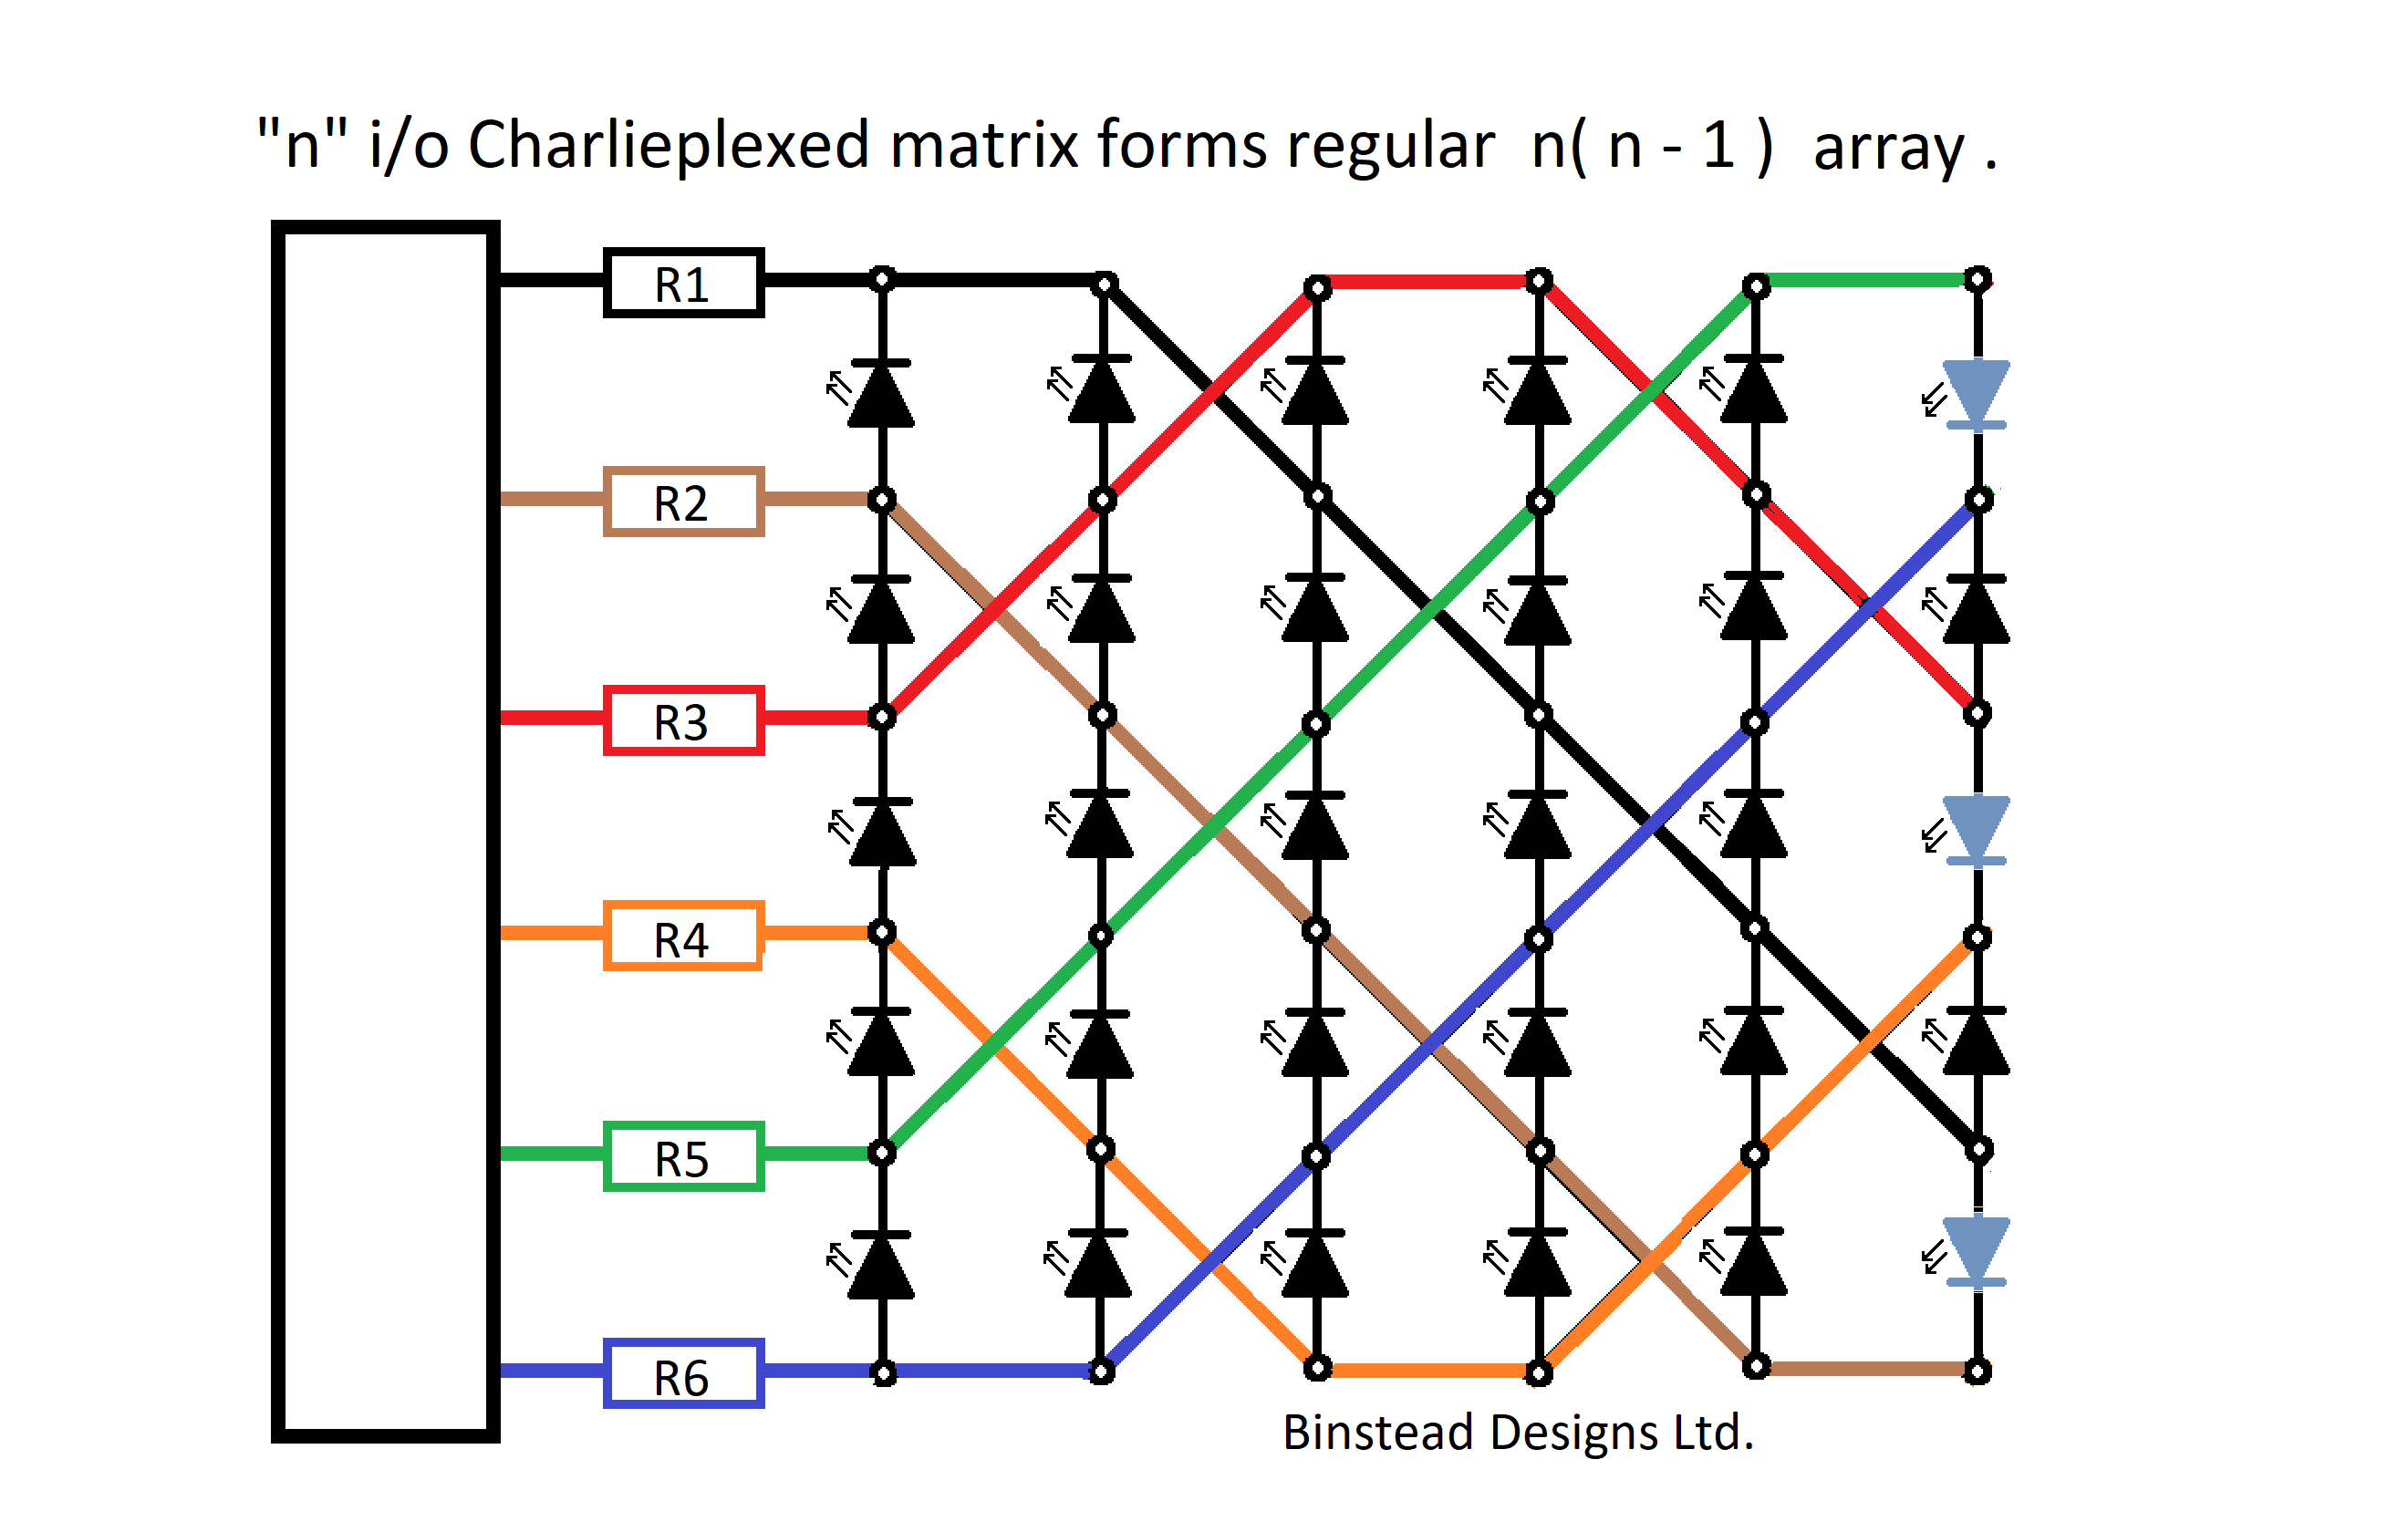 "n" i/o Charlieplexed matrix forms regular n( n - 1 ) array .
R1
R2
R3
R4
R5
R6
Binstead Designs Ltd.